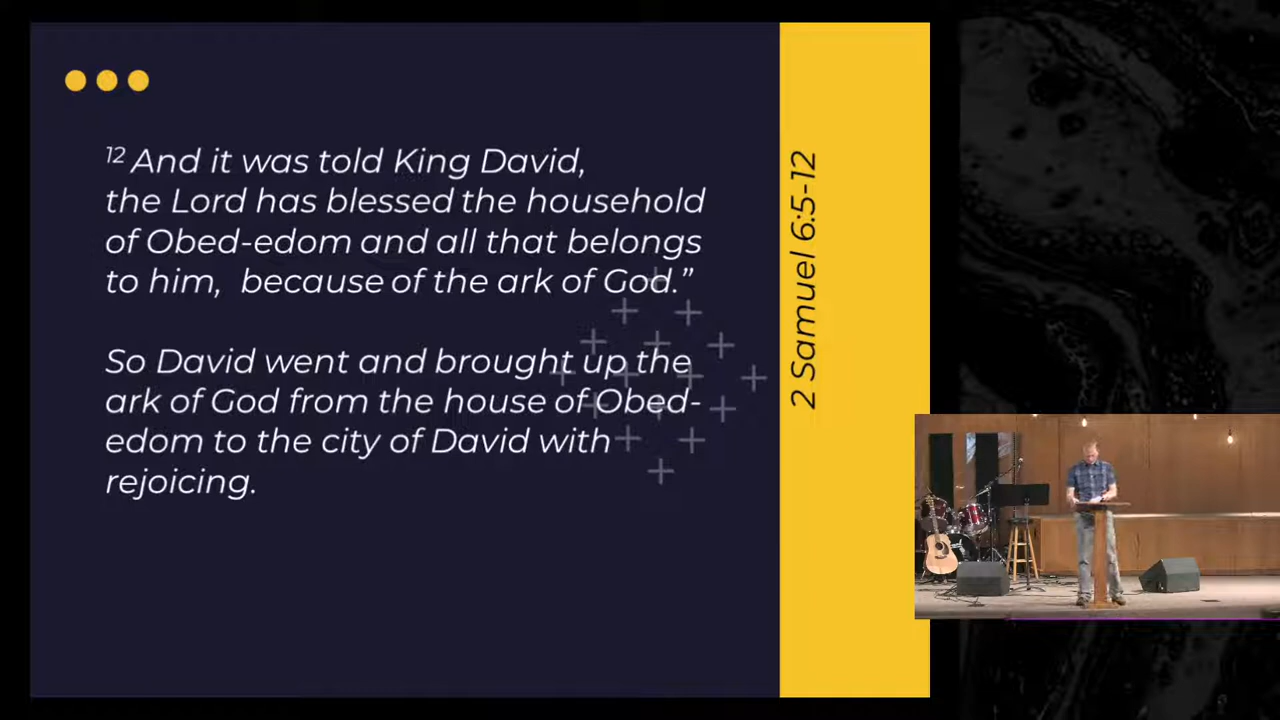 12 And it was told King David,
the Lord has blessed the household
of Obed-edom and all that belongs
to him,  because of the ark of God.”
So David went and brought up the
ark of God from the house of Obed-
edom to the city of David with
rejoicing.
2 Samuel 6:5-12